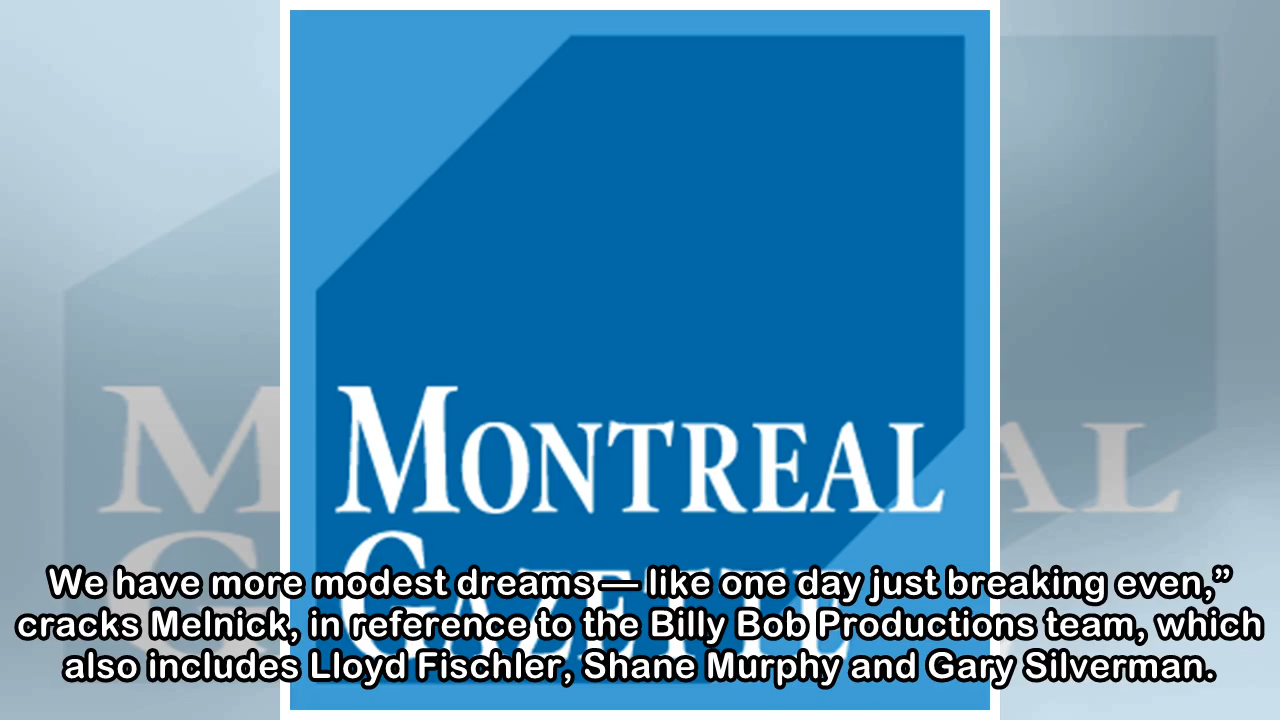 MONTREAL
GAZETTE
We have more modest dreams — like one day just breaking even,”
cracks Melnick, in reference to the Billy Bob Productions team, which
also includes Lloyd Fischler, Shane Murphy and Gary Silverman.